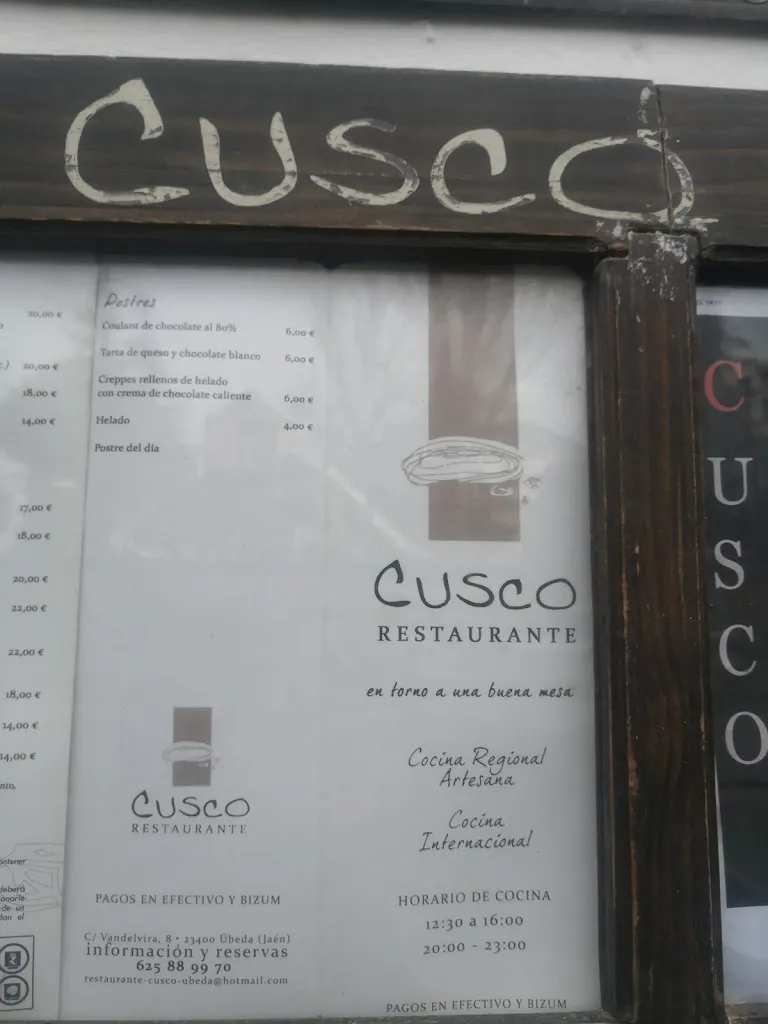 CUSCO
20,00 €
20,00 €
18,00 €
14,00 €
17,00 €
18,00 €
20,00 €
22,00 €
22,00 €
18,00 €
14,00 €
14,00 €
Postres
Coulant de chocolate al 80% 6,00 €
Tarta de queso y chocolate blanco 6,00 €
Creppes rellenos de helado
con crema de chocolate caliente 6,00 €
Helado 4,00 €
Postre del día
CUSCO
RESTAURANTE
PAGOS EN EFECTIVO Y BIZUM
C/ Vandelvira, 8 • 23400 Úbeda (Jaén)
información y reservas
625 88 99 70
restaurante-cusco-ubeda@hotmail.com
CUSCO
RESTAURANTE
en torno a una buena mesa
Cocina Regional
Artesana
Cocina
Internacional
HORARIO DE COCINA
12:30 a 16:00
20:00 - 23:00
PAGOS EN EFECTIVO Y BIZUM
C
U
S
C
O